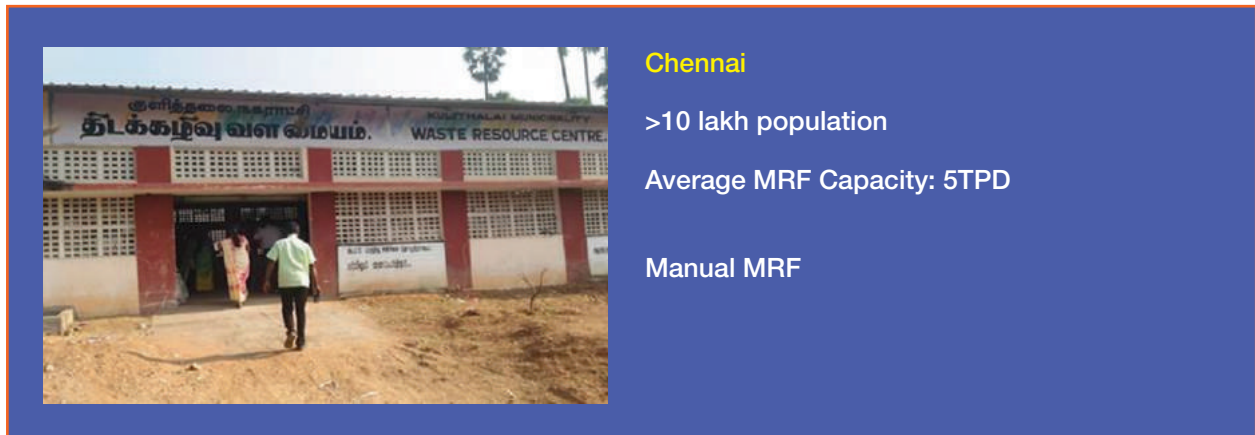 குளித்தலை நகராட்சி
திடக்கழிவு வள மையம்.
KULITHALAI MUNICIPALITY
WASTE RESOURCE CENTRE.
Chennai
>10 lakh population
Average MRF Capacity: 5TPD
Manual MRF